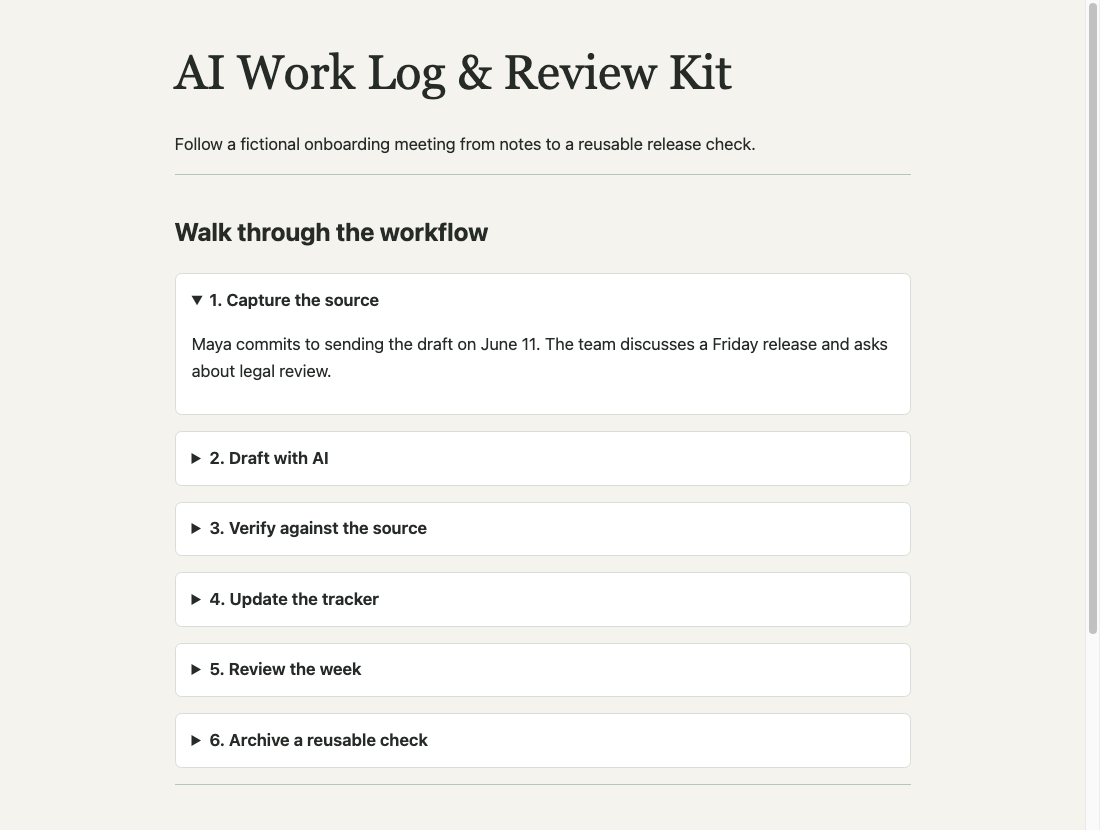 AI Work Log & Review Kit
Follow a fictional onboarding meeting from notes to a reusable release check.
Walk through the workflow
▼ 1. Capture the source
Maya commits to sending the draft on June 11. The team discusses a Friday release and asks
about legal review.
▶ 2. Draft with AI
▶ 3. Verify against the source
▶ 4. Update the tracker
▶ 5. Review the week
▶ 6. Archive a reusable check